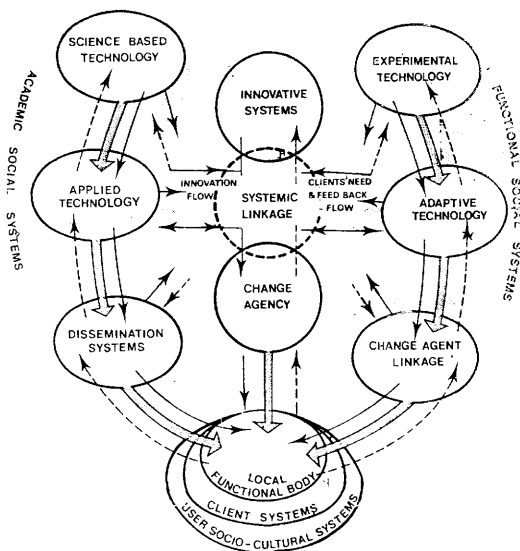 SCIENCE BASED
TECHNOLOGY
EXPERIMENTAL
TECHNOLOGY
INNOVATIVE
SYSTEMS
ACADEMIC SOCIAL SYSTEMS
FUNCTIONAL SOCIAL SYSTEMS
APPLIED
TECHNOLOGY
INNOVATION
FLOW
SYSTEMIC
LINKAGE
CLIENTS' NEED
& FEED BACK
FLOW
ADAPTIVE
TECHNOLOGY
CHANGE
AGENCY
DISSEMINATION
SYSTEMS
CHANGE AGENT
LINKAGE
LOCAL
FUNCTIONAL BODY
CLIENT SYSTEMS
USER SOCIO-CULTURAL SYSTEMS